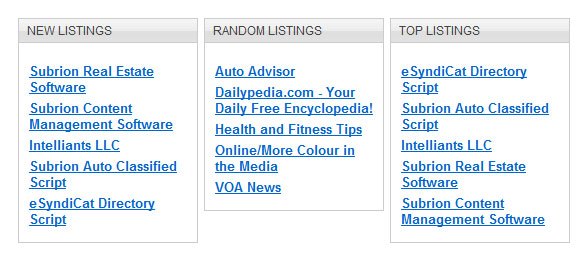 NEW LISTINGS
Subrion Real Estate
Software
Subrion Content
Management Software
Intelliants LLC
Subrion Auto Classified
Script
eSyndiCat Directory
Script
RANDOM LISTINGS
Auto Advisor
Dailypedia.com - Your
Daily Free Encyclopedia!
Health and Fitness Tips
Online/More Colour in
the Media
VOA News
TOP LISTINGS
eSyndiCat Directory
Script
Subrion Auto Classified
Script
Intelliants LLC
Subrion Real Estate
Software
Subrion Content
Management Software